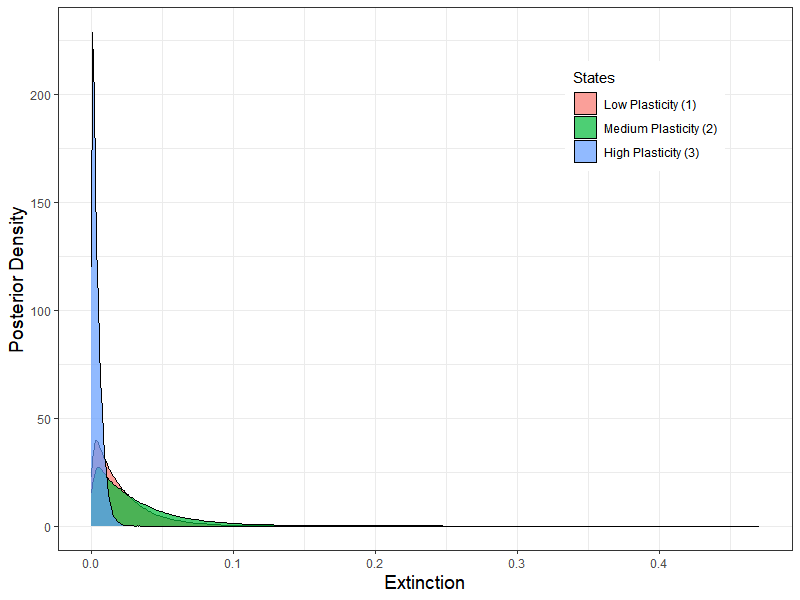 States
Low Plasticity (1)
Medium Plasticity (2)
High Plasticity (3)
200
150
100
50
0
Posterior Density
0.0 0.1 0.2 0.3 0.4
Extinction